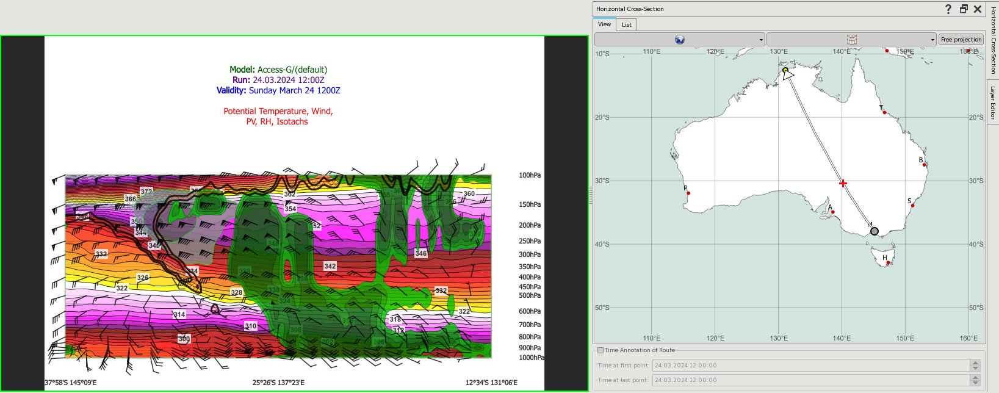 Horizontal Cross-Section
View List
Free projection
Model: Access-G/(default)
Run: 24.03.2024 12:00Z
Validity: Sunday March 24 1200Z
Potential Temperature, Wind,
PV, RH, Isotachs
100hPa
150hPa
200hPa
250hPa
300hPa
350hPa
400hPa
450hPa
500hPa
600hPa
700hPa
800hPa
900hPa
1000hPa
372
366
362
360
354
344
340
346
342
332
326
322
328
332
322
318
314
312
310
300
37°58'S 145°09'E
25°26'S 137°23'E
12°34'S 131°06'E
110°E 120°E 130°E 140°E 150°E 160°E
10°S
20°S 20°S
30°S 30°S
40°S 40°S
50°S 50°S
T
B
P
S
A
H
110°E 120°E 130°E 140°E 150°E 160°E
Time Annotation of Route
Time at first point: 24.03.2024 12:00:00
Time at last point: 24.03.2024 12:00:00
Horizontal Cross-Section
Layer Editor